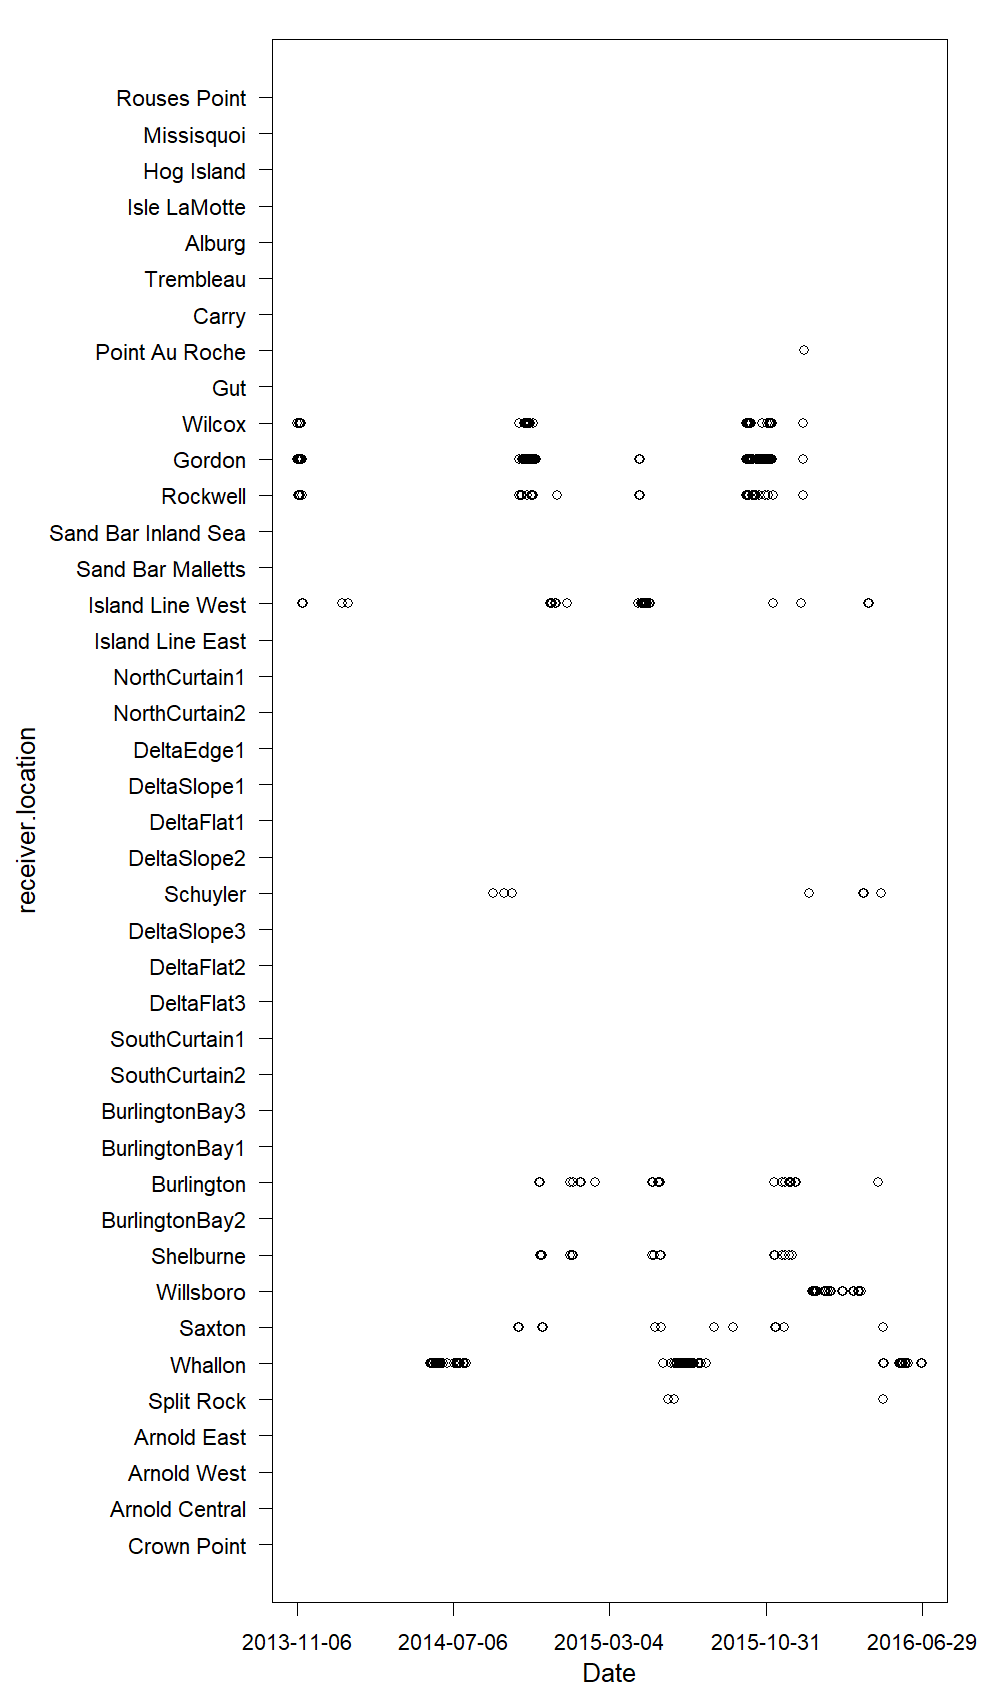 Rouses Point
Missisquoi
Hog Island
Isle LaMotte
Alburg
Trembleau
Carry
Point Au Roche
Gut
Wilcox
Gordon
Rockwell
Sand Bar Inland Sea
Sand Bar Malletts
Island Line West
Island Line East
NorthCurtain1
NorthCurtain2
DeltaEdge1
DeltaSlope1
DeltaFlat1
DeltaSlope2
Schuyler
DeltaSlope3
DeltaFlat2
DeltaFlat3
SouthCurtain1
SouthCurtain2
BurlingtonBay3
BurlingtonBay1
Burlington
BurlingtonBay2
Shelburne
Willsboro
Saxton
Whallon
Split Rock
Arnold East
Arnold West
Arnold Central
Crown Point
receiver.location
2013-11-06 2014-07-06 2015-03-04 2015-10-31 2016-06-29
Date